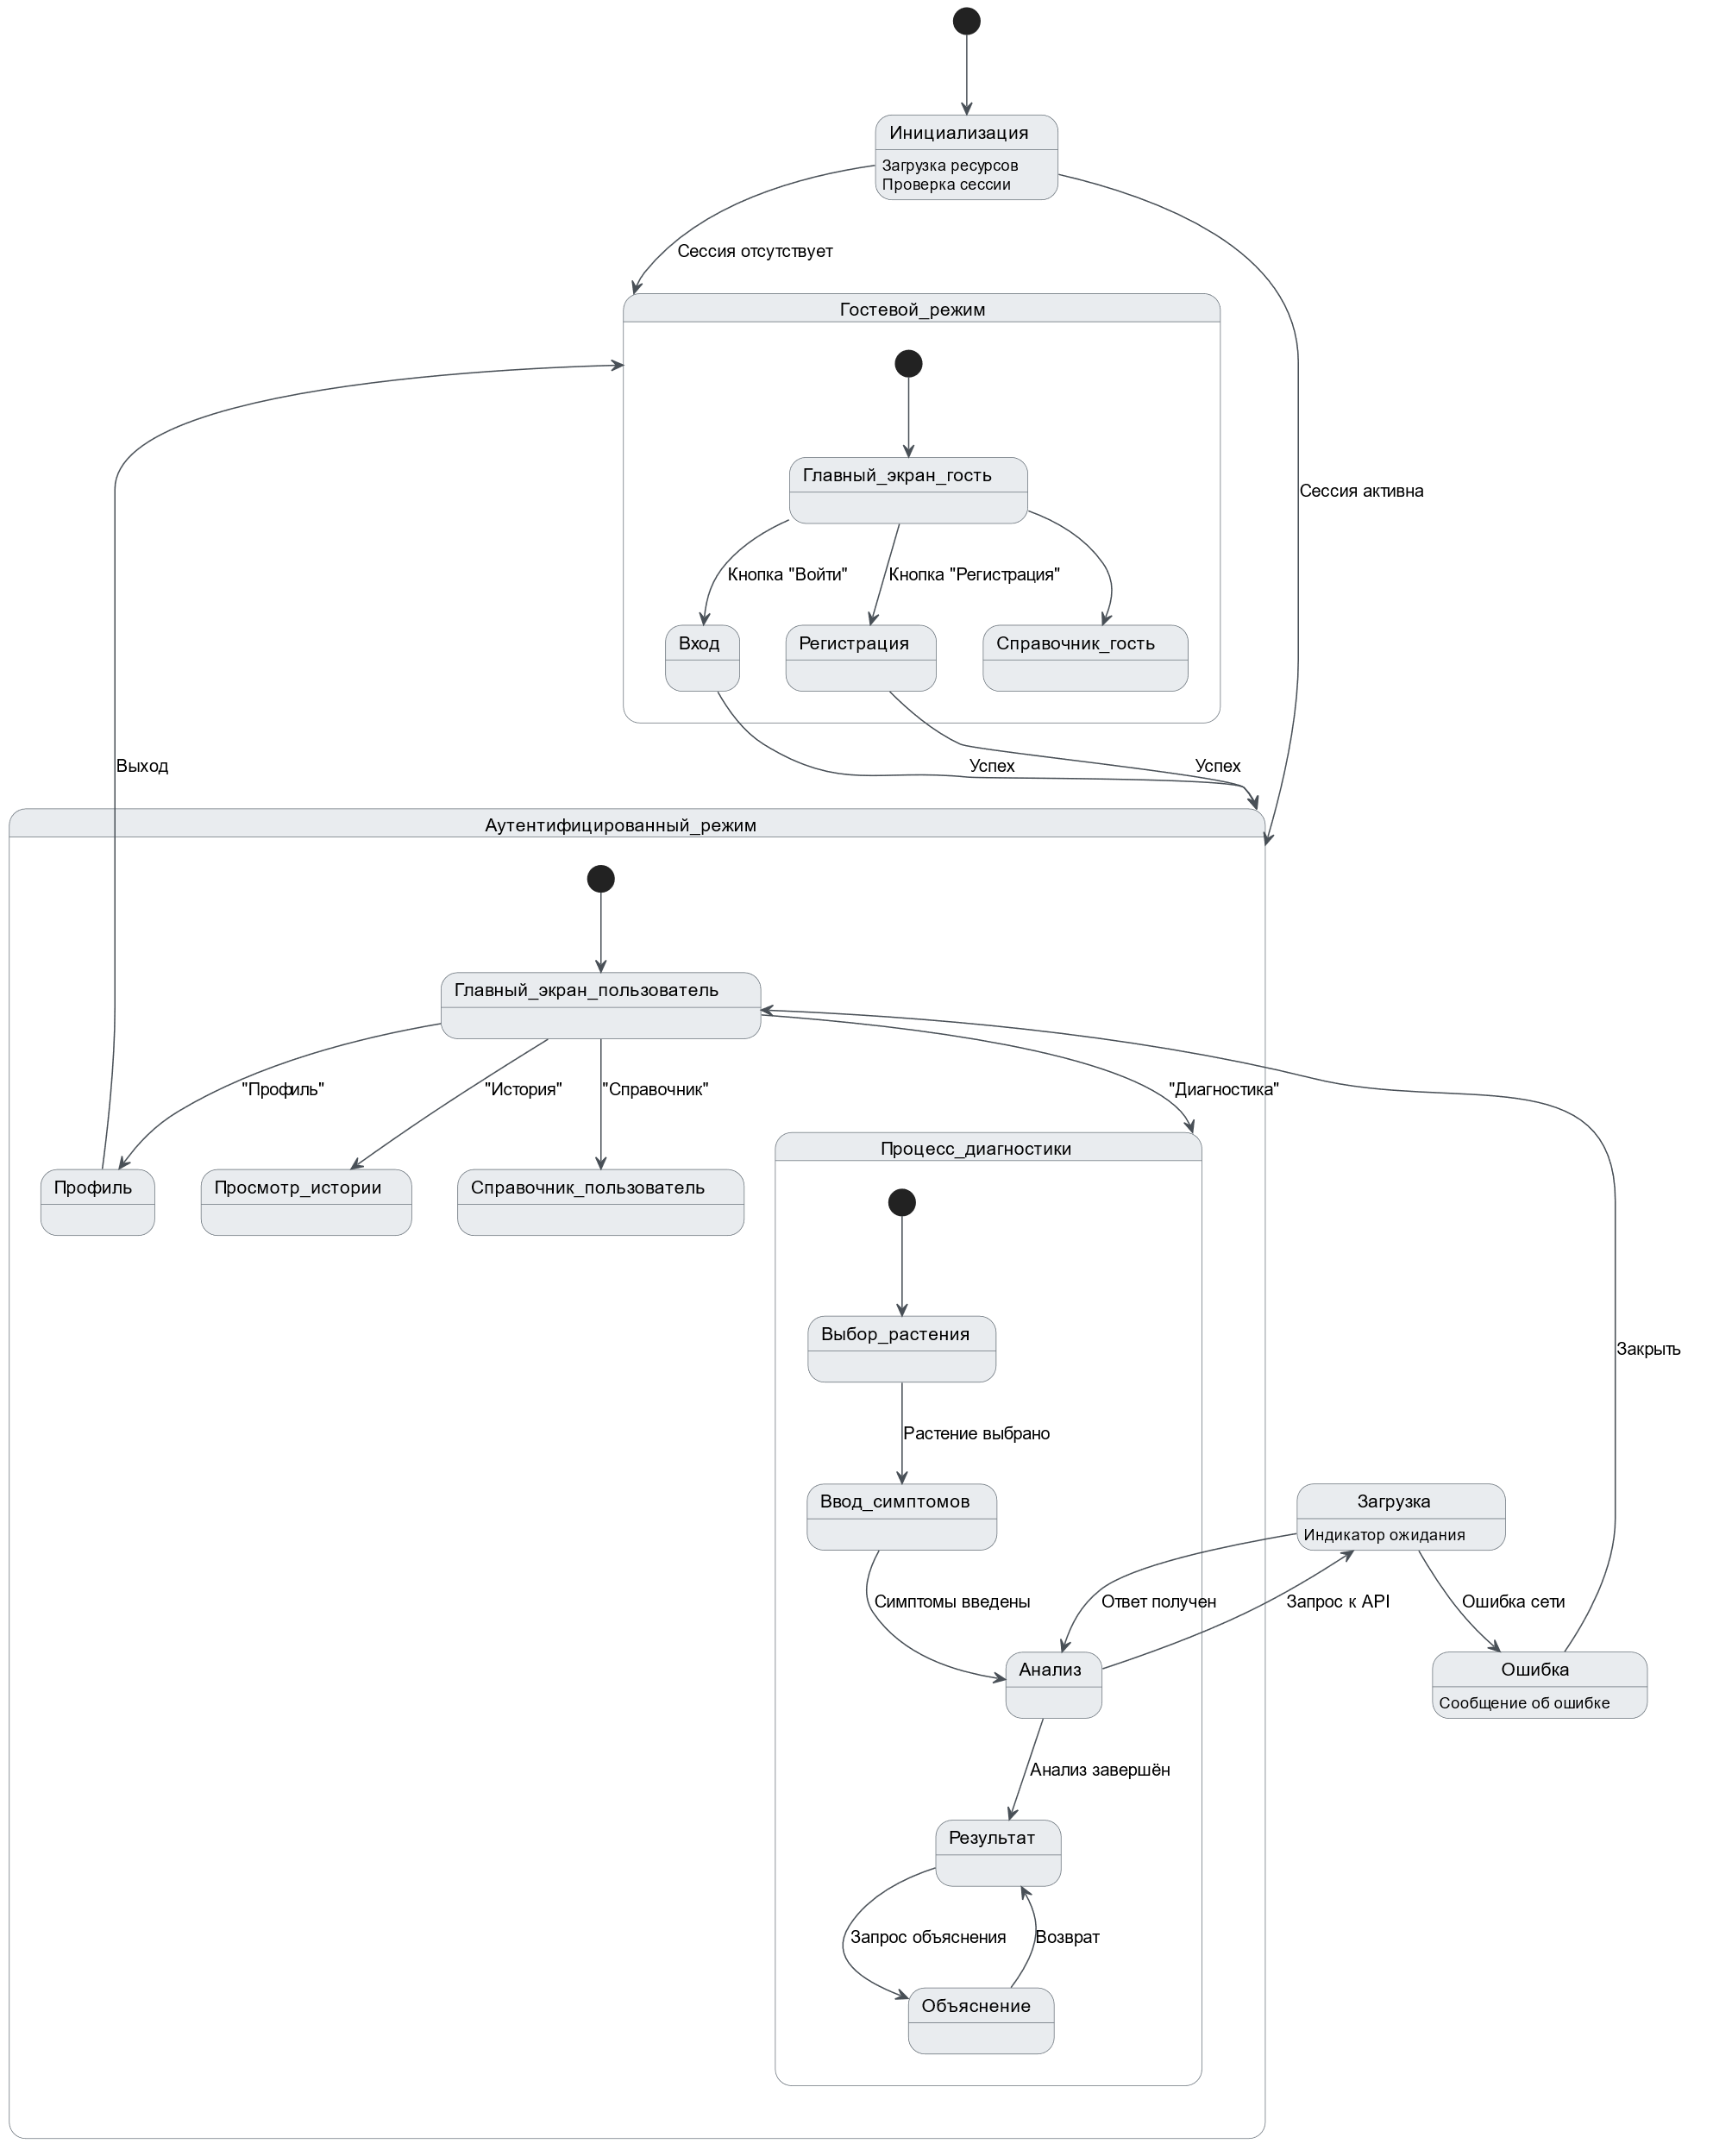 Инициализация
Загрузка ресурсов
Проверка сессии
Сессия отсутствует
Гостевой_режим
Главный_экран_гость
Сессия активна
Кнопка "Войти"
Кнопка "Регистрация"
Вход
Регистрация
Справочник_гость
Выход
Успех
Успех
Аутентифицированный_режим
Главный_экран_пользователь
"Профиль"
"История"
"Справочник"
"Диагностика"
Процесс_диагностики
Профиль
Просмотр_истории
Справочник_пользователь
Выбор_растения
Закрыть
Растение выбрано
Ввод_симптомов
Загрузка
Индикатор ожидания
Симптомы введены
Ответ получен
Запрос к API
Ошибка сети
Анализ
Ошибка
Сообщение об ошибке
Анализ завершён
Результат
Запрос объяснения
Возврат
Объяснение